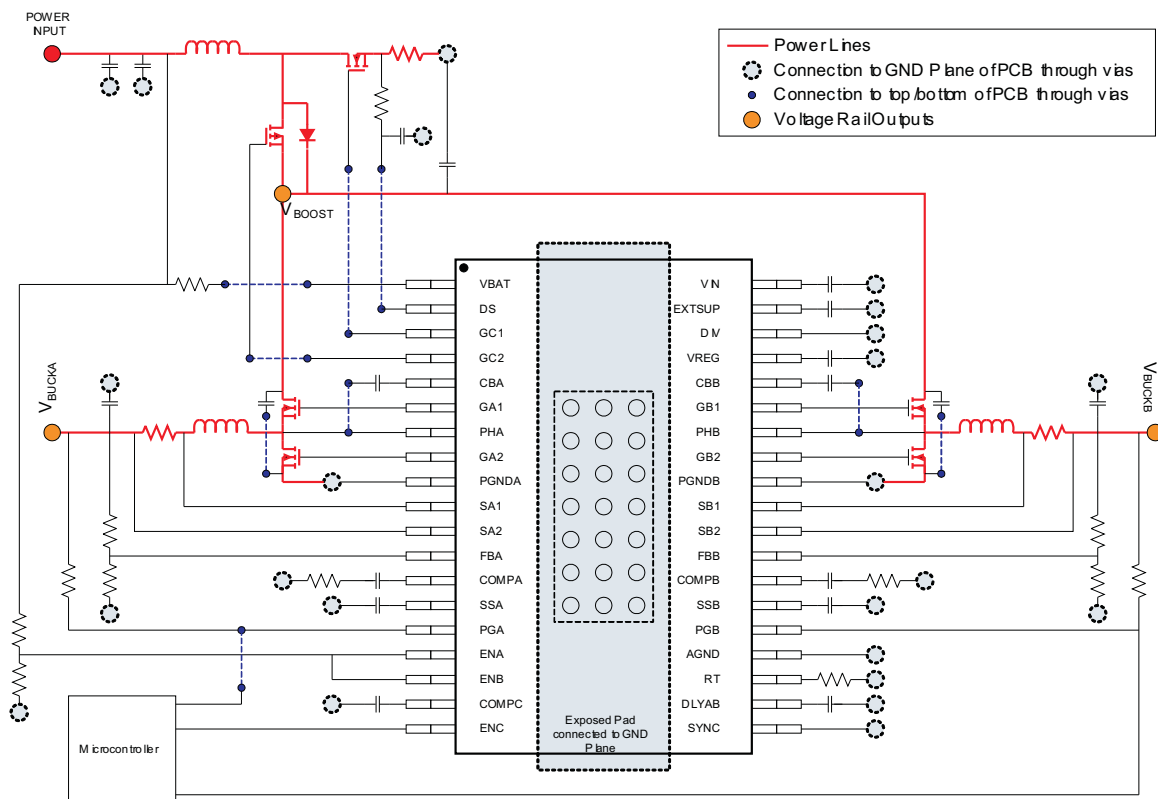 POWER
INPUT
Power Lines
Connection to GND Plane of PCB through vias
Connection to top/bottom of PCB through vias
Voltage Rail Outputs
VBOOST
VBAT
DS
GC1
GC2
CBA
GA1
PHA
GA2
PGNDA
SA1
SA2
FBA
COMPA
SSA
PGA
ENA
ENB
COMPC
ENC
VIN
EXTSUP
DIV
VREG
CBB
GB1
PHB
GB2
PGNDB
SB1
SB2
FBB
COMPB
SSB
PGB
AGND
RT
DLYAB
SYNC
VBUCKA
VBUCKB
Exposed Pad
connected to GND
Plane
Microcontroller